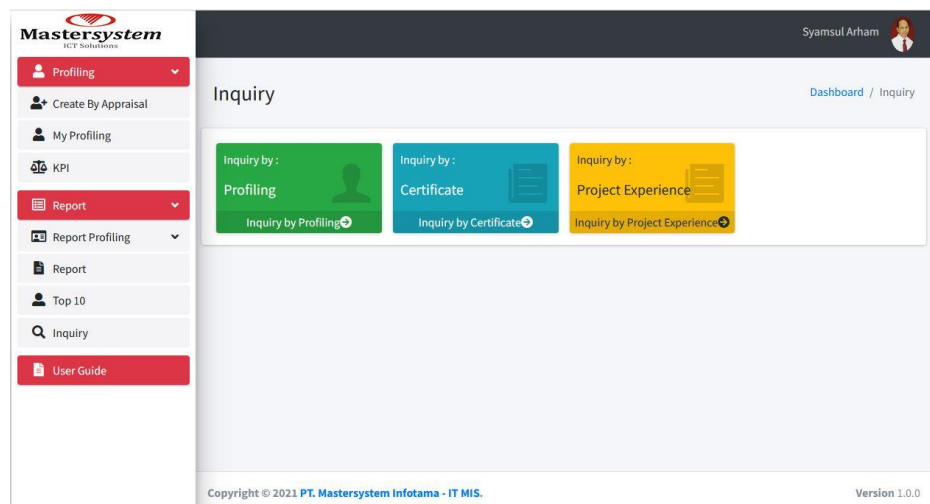 Mastersystem
ICT Solutions
Syamsul Arham
Profiling
Create By Appraisal
My Profiling
KPI
Report
Report Profiling
Report
Top 10
Inquiry
User Guide
Inquiry
Dashboard / Inquiry
Inquiry by :
Profiling
Inquiry by Profiling
Inquiry by :
Certificate
Inquiry by Certificate
Inquiry by :
Project Experience
Inquiry by Project Experience
Copyright © 2021 PT. Mastersystem Infotama - IT MIS.
Version 1.0.0